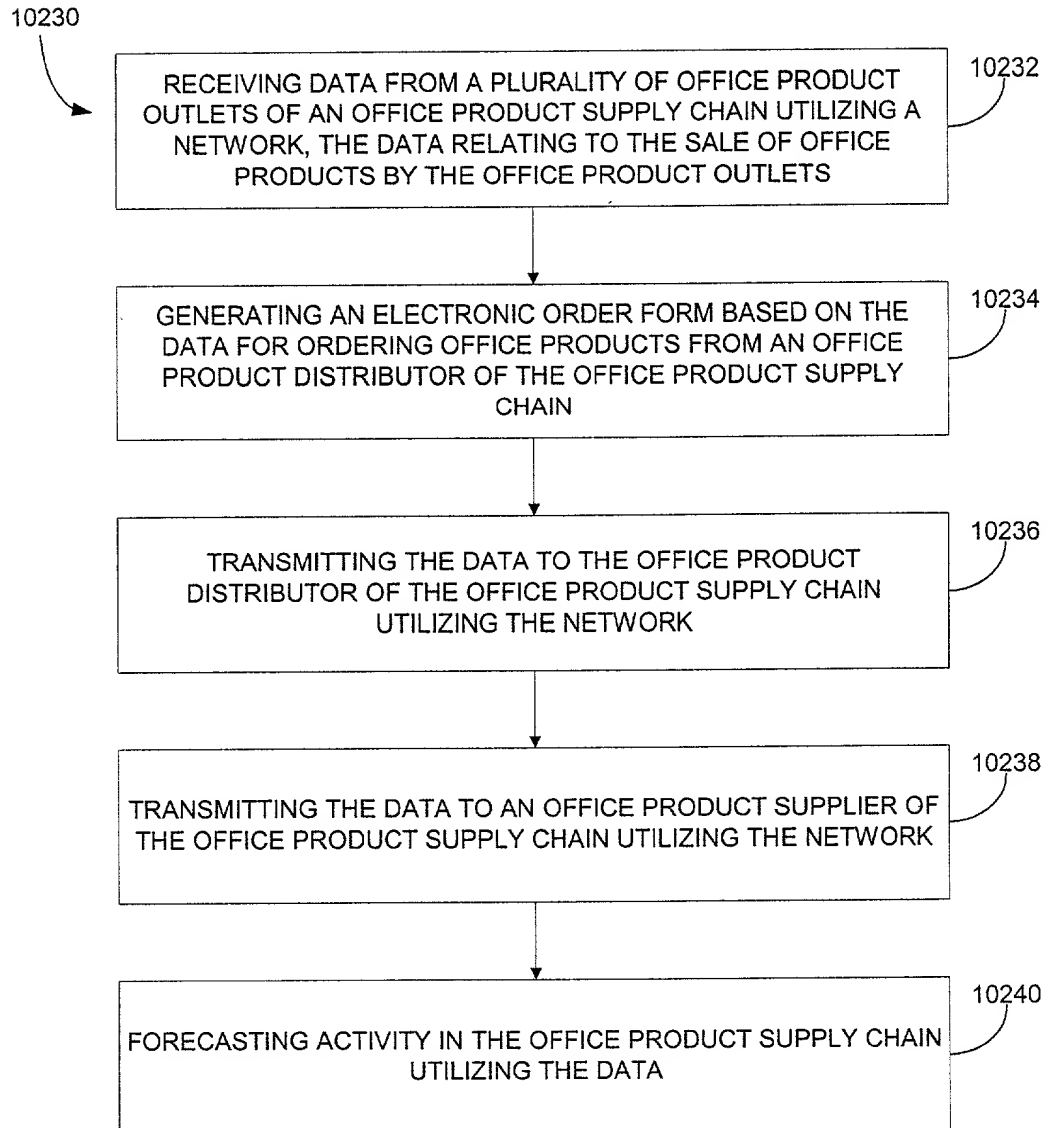 10230
RECEIVING DATA FROM A PLURALITY OF OFFICE PRODUCT
OUTLETS OF AN OFFICE PRODUCT SUPPLY CHAIN UTILIZING A
NETWORK, THE DATA RELATING TO THE SALE OF OFFICE
PRODUCTS BY THE OFFICE PRODUCT OUTLETS
10232
GENERATING AN ELECTRONIC ORDER FORM BASED ON THE
DATA FOR ORDERING OFFICE PRODUCTS FROM AN OFFICE
PRODUCT DISTRIBUTOR OF THE OFFICE PRODUCT SUPPLY
CHAIN
10234
TRANSMITTING THE DATA TO THE OFFICE PRODUCT
DISTRIBUTOR OF THE OFFICE PRODUCT SUPPLY CHAIN
UTILIZING THE NETWORK
10236
TRANSMITTING THE DATA TO AN OFFICE PRODUCT SUPPLIER OF
THE OFFICE PRODUCT SUPPLY CHAIN UTILIZING THE NETWORK
10238
FORECASTING ACTIVITY IN THE OFFICE PRODUCT SUPPLY CHAIN
UTILIZING THE DATA
10240